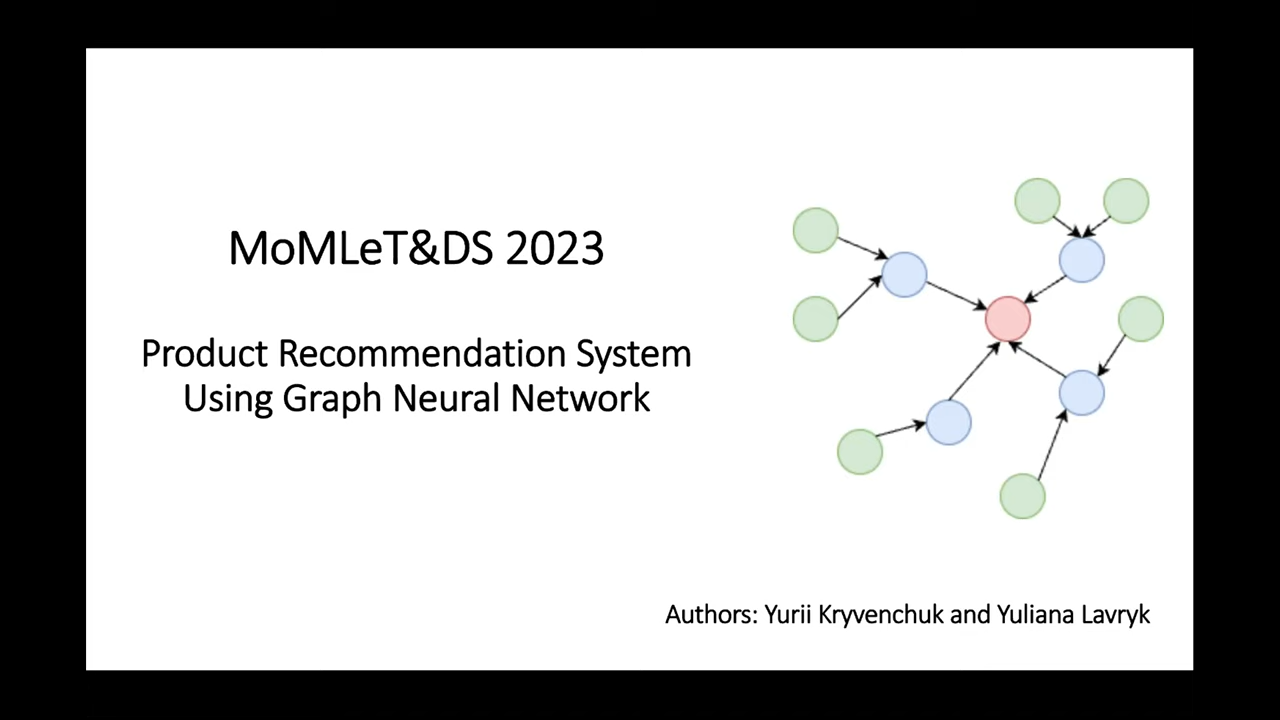 MoMLeT&DS 2023
Product Recommendation System
Using Graph Neural Network
Authors: Yurii Kryvenchuk and Yuliana Lavryk